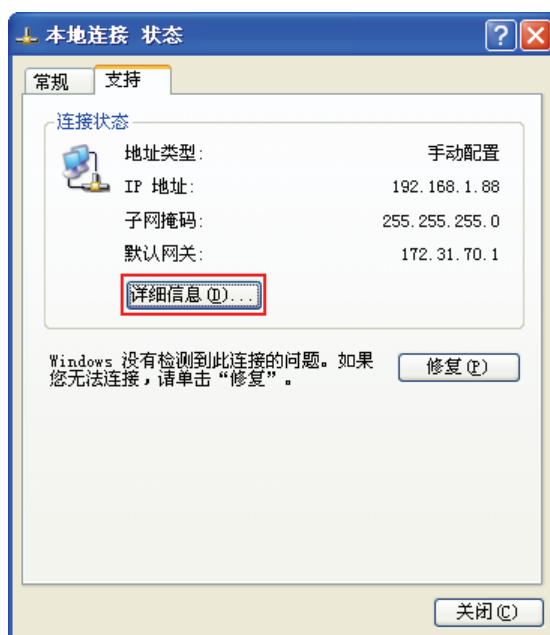 本地连接 状态
常规
支持
连接状态
地址类型:
手动配置
IP 地址:
192.168.1.88
子网掩码:
255.255.255.0
默认网关:
172.31.70.1
详细信息(D)...
Windows 没有检测到此连接的问题。如果
您无法连接，请单击“修复”。
修复(P)
关闭(C)